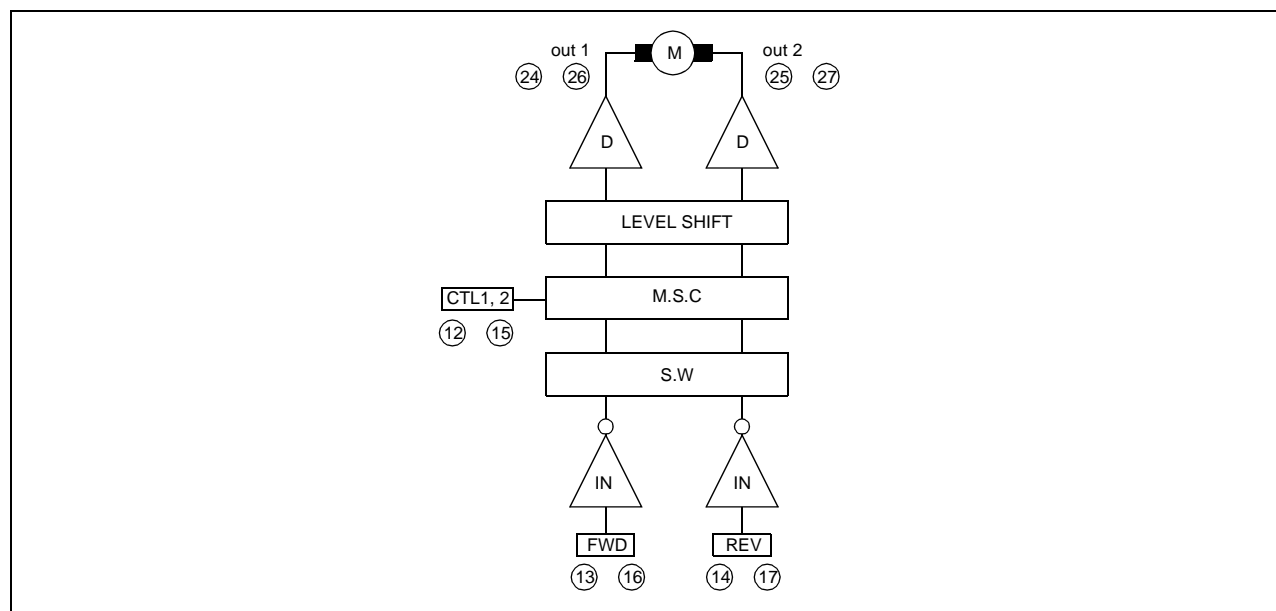 out 1
M
out 2
24 26
25 27
D
D
LEVEL SHIFT
CTL1, 2
M.S.C
12 15
S.W
IN
IN
FWD
REV
13 16
14 17